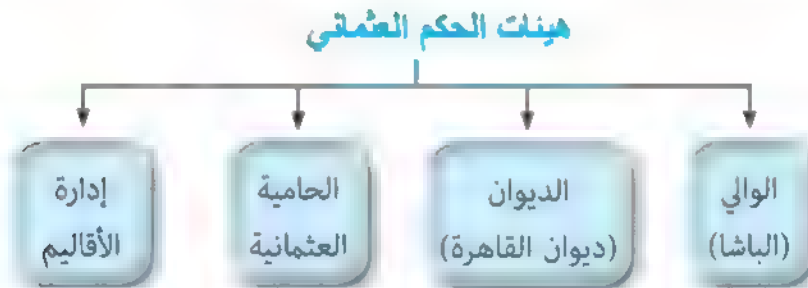 هيئات الحكم العثماني
الوالي
(الباشا)
الديوان
(ديوان القاهرة)
الحامية
العثمانية
إدارة
الأقاليم